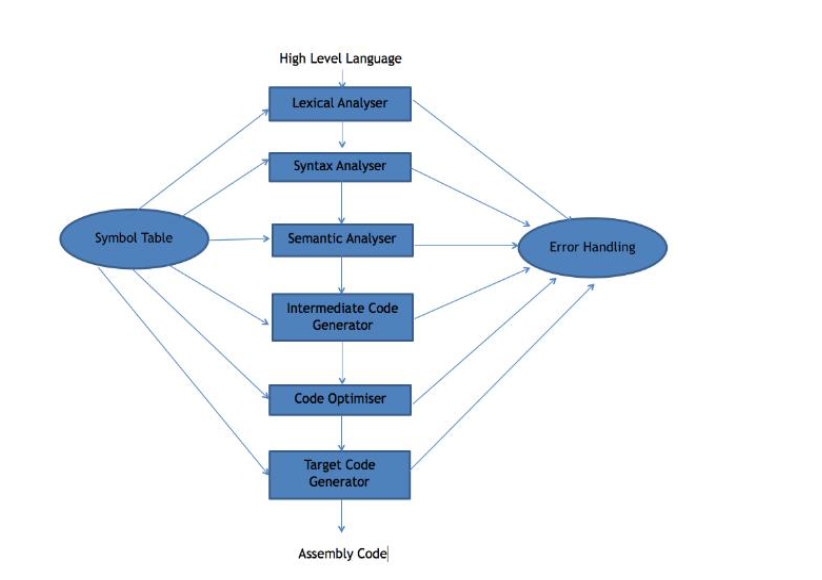 High Level Language
Lexical Analyser
Syntax Analyser
Symbol Table
Semantic Analyser
Error Handling
Intermediate Code
Generator
Code Optimiser
Target Code
Generator
Assembly Code